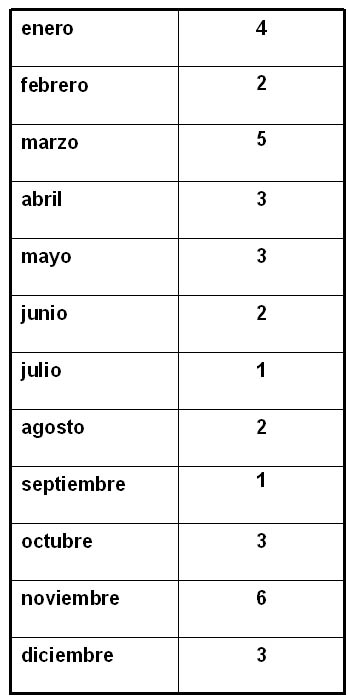 enero 4
febrero 2
marzo 5
abril 3
mayo 3
junio 2
julio 1
agosto 2
septiembre 1
octubre 3
noviembre 6
diciembre 3